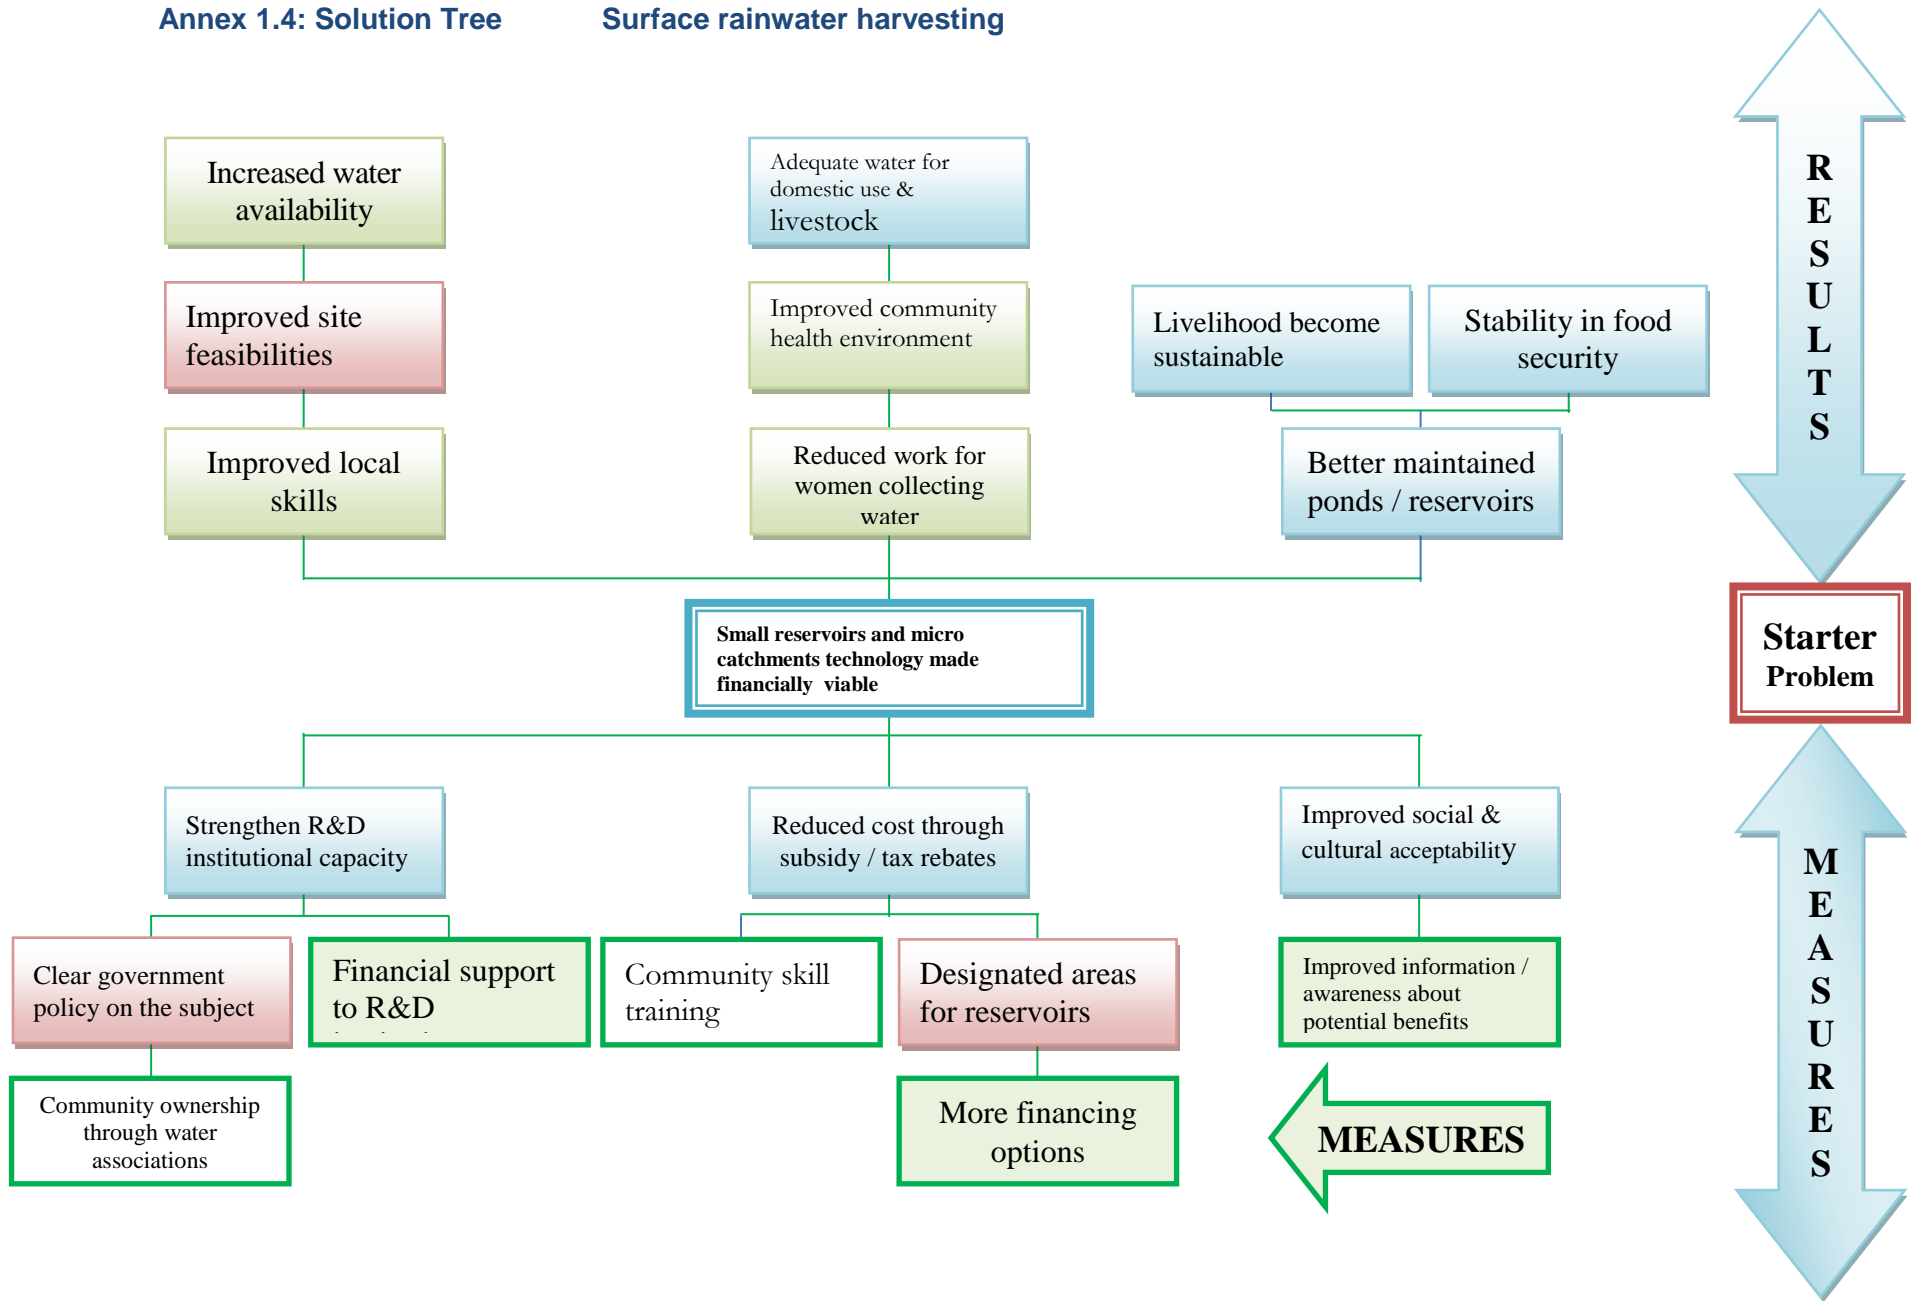 Annex 1.4: Solution Tree Surface rainwater harvesting
Increased water
availability
Adequate water for
domestic use &
livestock
Improved site
feasibilities
Improved community
health environment
Livelihood become
sustainable
Stability in food
security
Improved local
skills
Reduced work for
women collecting
water
Better maintained
ponds / reservoirs
RESULTS
Small reservoirs and micro
catchments technology made
financially viable
Starter
Problem
Strengthen R&D
institutional capacity
Reduced cost through
subsidy / tax rebates
Improved social &
cultural acceptability
Clear government
policy on the subject
Financial support
to R&D
Community skill
training
Designated areas
for reservoirs
Improved information /
awareness about
potential benefits
Community ownership
through water
associations
More financing
options
MEASURES
MEASURES